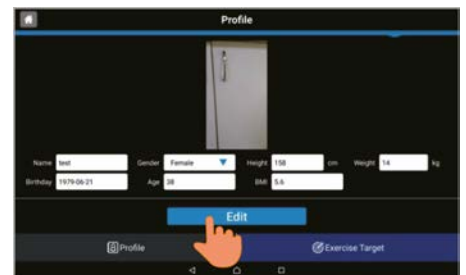 Profile
Name test Gender Female Height 158 cm Weight 14 kg
Birthday 1979-06-21 Age 38 BMI 5.6
Edit
Profile Exercise Target